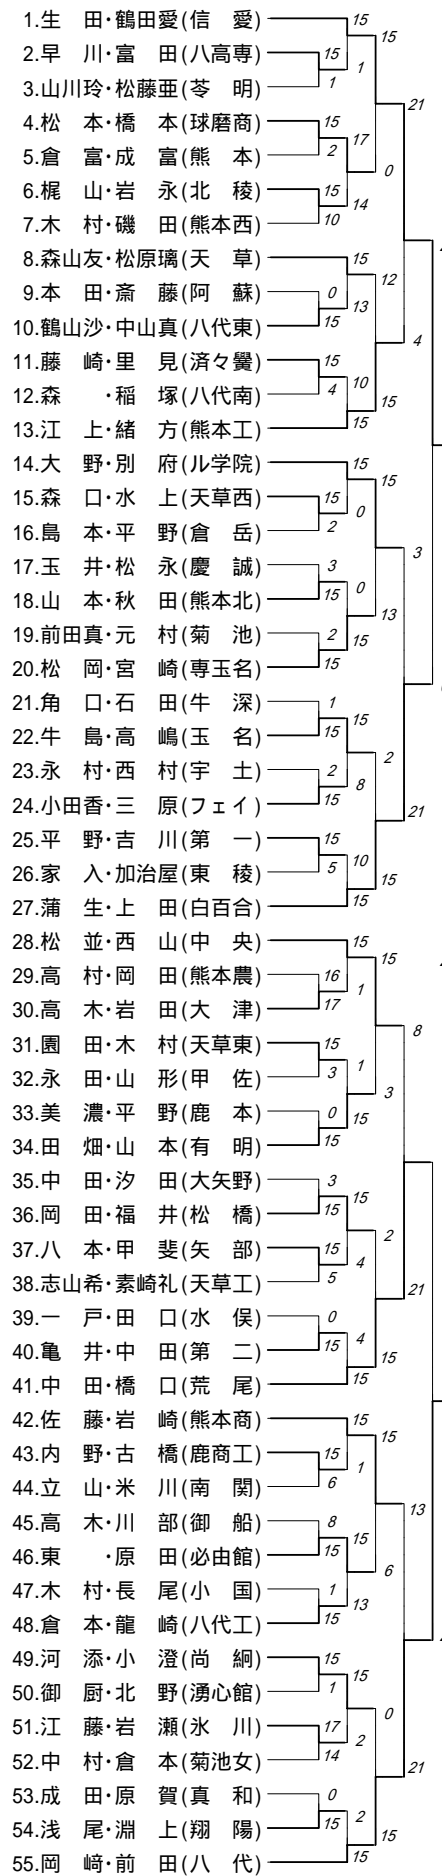 1.生　田・鶴田愛(信　愛)
15
15
2.早　川・富　田(八高専)
15
1
3.山川玲・松藤亜(苓　明)
1
21
4.松　本・橋　本(球磨商)
15
17
5.倉　富・成　富(熊　本)
2
0
6.梶　山・岩　永(北　稜)
15
14
7.木　村・磯　田(熊本西)
10
8.森山友・松原璃(天　草)
15
12
9.本　田・斎　藤(阿　蘇)
0
13
10.鶴山沙・中山真(八代東)
15
4
11.藤　崎・里　見(済々黌)
15
10
12.森　　・稲　塚(八代南)
4
15
13.江　上・緒　方(熊本工)
15
14.大　野・別　府(ル学院)
15
15
15.森　口・水　上(天草西)
15
0
16.島　本・平　野(倉　岳)
2
3
17.玉　井・松　永(慶　誠)
3
0
18.山　本・秋　田(熊本北)
15
13
19.前田真・元　村(菊　池)
2
15
20.松　岡・宮　崎(専玉名)
15
21.角　口・石　田(牛　深)
1
15
22.牛　島・高　嶋(玉　名)
15
2
23.永　村・西　村(宇　土)
2
8
24.小田香・三　原(フェイ)
15
21
25.平　野・吉　川(第　一)
15
10
26.家　入・加治屋(東　稜)
5
15
27.蒲　生・上　田(白百合)
15
28.松　並・西　山(中　央)
15
15
29.高　村・岡　田(熊本農)
16
1
30.高　木・岩　田(大　津)
17
8
31.園　田・木　村(天草東)
15
1
32.永　田・山　形(甲　佐)
3
3
33.美　濃・平　野(鹿　本)
0
15
34.田　畑・山　本(有　明)
15
35.中　田・汐　田(大矢野)
3
15
36.岡　田・福　井(松　橋)
15
2
37.八　本・甲　斐(矢　部)
15
4
38.志山希・素崎礼(天草工)
5
21
39.一　戸・田　口(水　俣)
0
4
40.亀　井・中　田(第　二)
15
15
41.中　田・橋　口(荒　尾)
15
42.佐　藤・岩　崎(熊本商)
15
15
43.内　野・古　橋(鹿商工)
15
1
44.立　山・米　川(南　関)
6
13
45.高　木・川　部(御　船)
8
15
46.東　　・原　田(必由館)
15
6
47.木　村・長　尾(小　国)
1
13
48.倉　本・龍　崎(八代工)
15
49.河　添・小　澄(尚　絅)
15
15
50.御　厨・北　野(湧心館)
1
0
51.江　藤・岩　瀬(氷　川)
17
2
52.中　村・倉　本(菊池女)
14
21
53.成　田・原　賀(真　和)
0
2
54.浅　尾・淵　上(翔　陽)
15
15
55.岡　﨑・前　田(八　代)
15